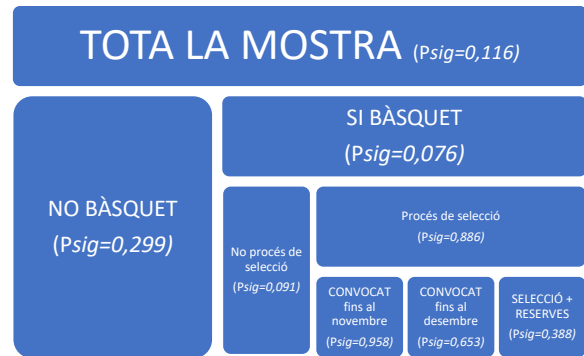 TOTA LA MOSTRA (Psig=0,116)
NO BÀSQUET
(Psig=0,299)
SI BÀSQUET
(Psig=0,076)
No procés de
selecció
(Psig=0,091)
Procés de selecció
(Psig=0,886)
CONVOCAT
fins al
novembre
(Psig=0,958)
CONVOCAT
fins al
desembre
(Psig=0,653)
SELECCIÓ +
RESERVES
(Psig=0,388)